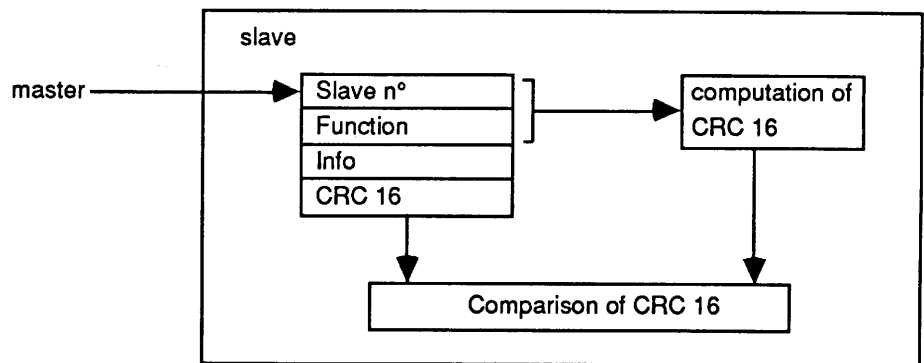 slave
master
Slave n°
Function
Info
CRC 16
computation of
CRC 16
Comparison of CRC 16